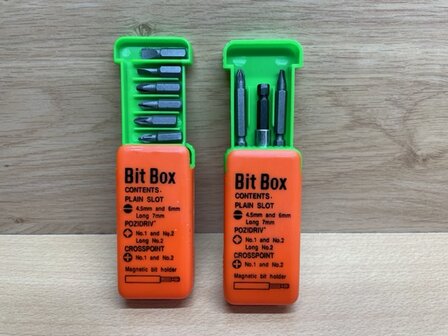 Bit Box
CONTENTS.
PLAIN SLOT
4.5mm and 6mm
Long 7mm
POZIDRIV
No.1 and No.2
Long No.2
CROSSPOINT
No.1 and No.2
Magnetic bit holder
Bit Box
CONTENTS.
PLAIN SLOT
4.5mm and 6mm
Long 7mm
POZIDRIV
No.1 and No.2
Long No.2
CROSSPOINT
No.1 and No.2
Magnetic bit holder